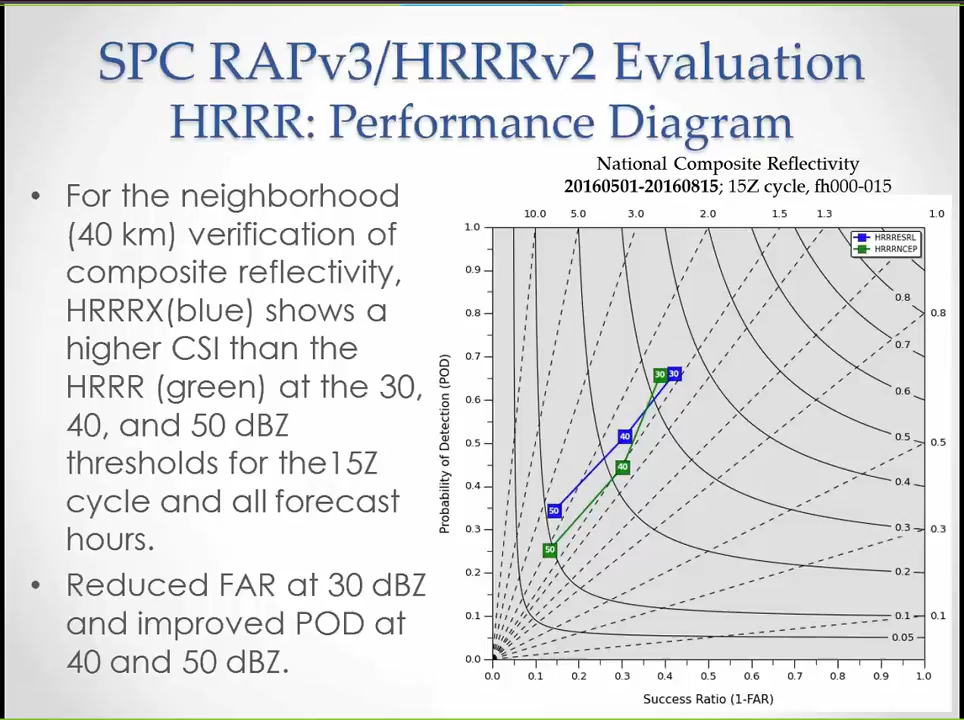 SPC RAPv3/HRRRv2 Evaluation
HRRR: Performance Diagram
• For the neighborhood
(40 km) verification of
composite reflectivity,
HRRRX(blue) shows a
higher CSI than the
HRRR (green) at the 30,
40, and 50 dBZ
thresholds for the15Z
cycle and all forecast
hours.
• Reduced FAR at 30 dBZ
and improved POD at
40 and 50 dBZ.
National Composite Reflectivity
20160501-20160815; 15Z cycle, fh000-015
10.0 5.0 3.0 2.0 1.5 1.3 1.0
HRRRESRL
HRRRNCEP
Probability of Detection (POD)
1.0
0.9
0.8
0.7
0.6
0.5
0.4
0.3
0.2
0.1
0.0
30 30
40
40
50
50
0.8
0.7
0.6
0.5
0.4
0.3
0.2
0.1
0.05
0.8
0.5
0.3
0.1
0.0 0.1 0.2 0.3 0.4 0.5 0.6 0.7 0.8 0.9 1.0
Success Ratio (1-FAR)